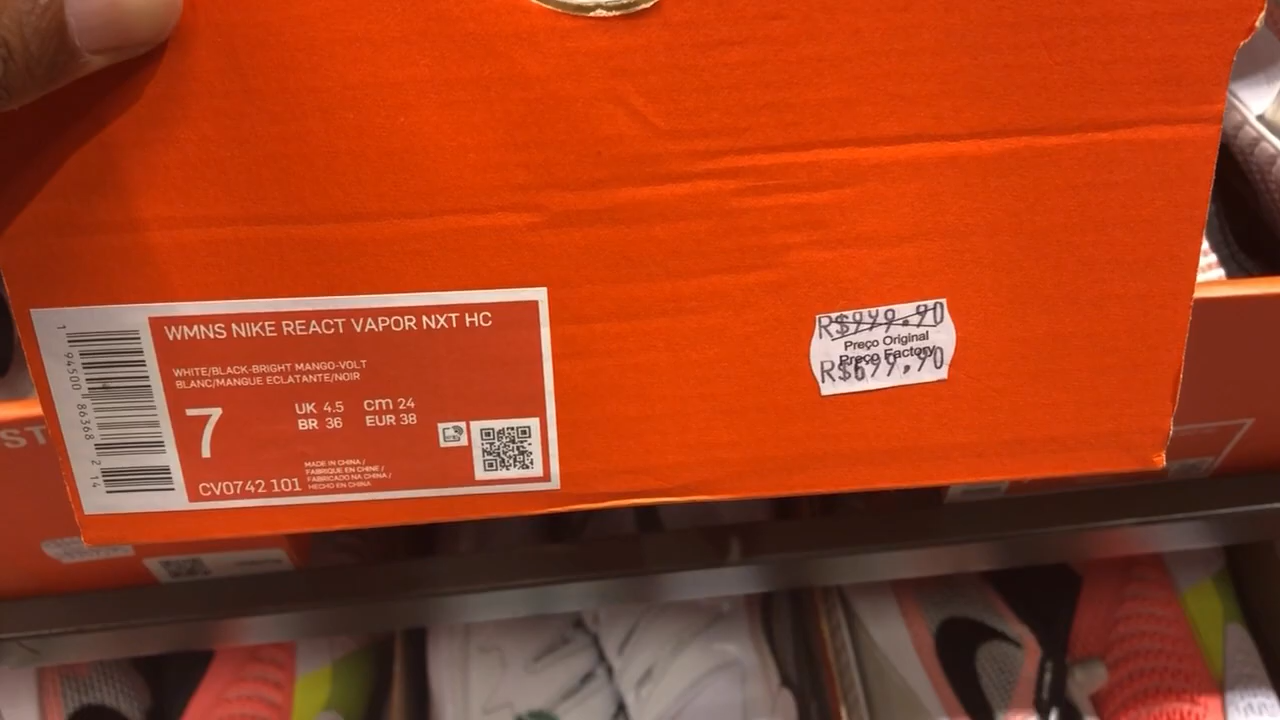 WMNS NIKE REACT VAPOR NXT HC
WHITE/BLACK-BRIGHT MANGO-VOLT
BLANC/MANGUE ECLATANTE/NOIR
7
UK 4.5 cm 24
BR 36 EUR 38
CV0742 101
MADE IN CHINA /
FABRIQUE EN CHINE /
FABRICADO NA CHINA /
HECHO EN CHINA
1 94500 86368 2 14
R$999.90
Preço Original
Preço Factory
R$699,90
ST